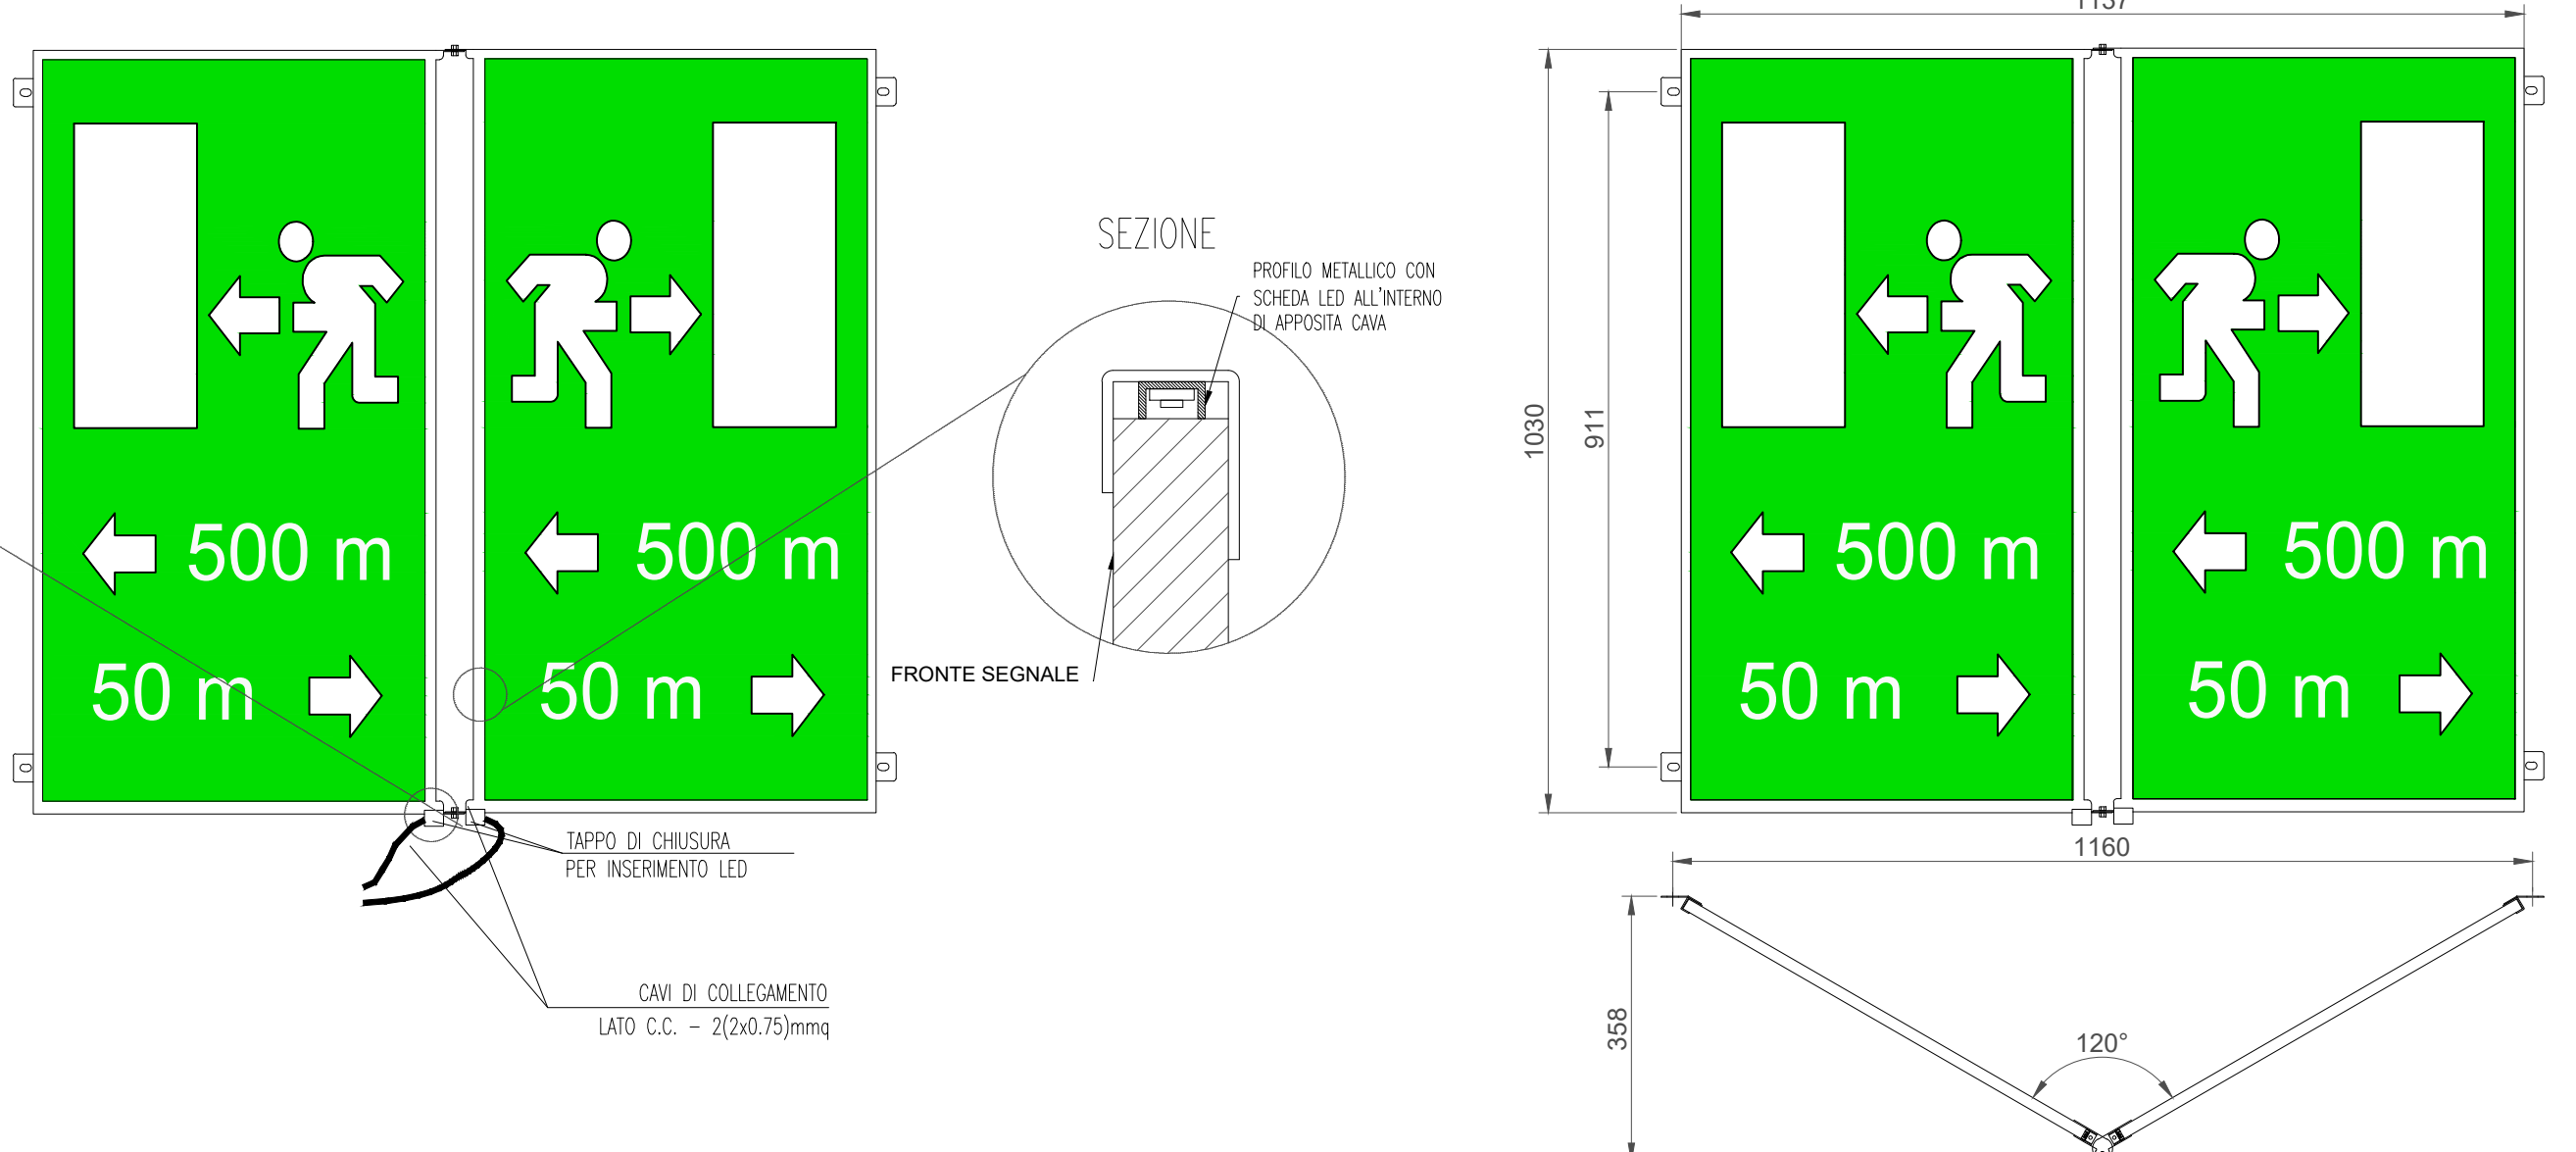 500 m
50 m
500 m
50 m
TAPPO DI CHIUSURA
PER INSERIMENTO LED
CAVI DI COLLEGAMENTO
LATO C.C. - 2(2x0.75)mmq
SEZIONE
PROFILO METALLICO CON
SCHEDA LED ALL'INTERNO
DI APPOSITA CAVA
FRONTE SEGNALE
1137
1030
911
500 m
50 m
500 m
50 m
1160
358
120°